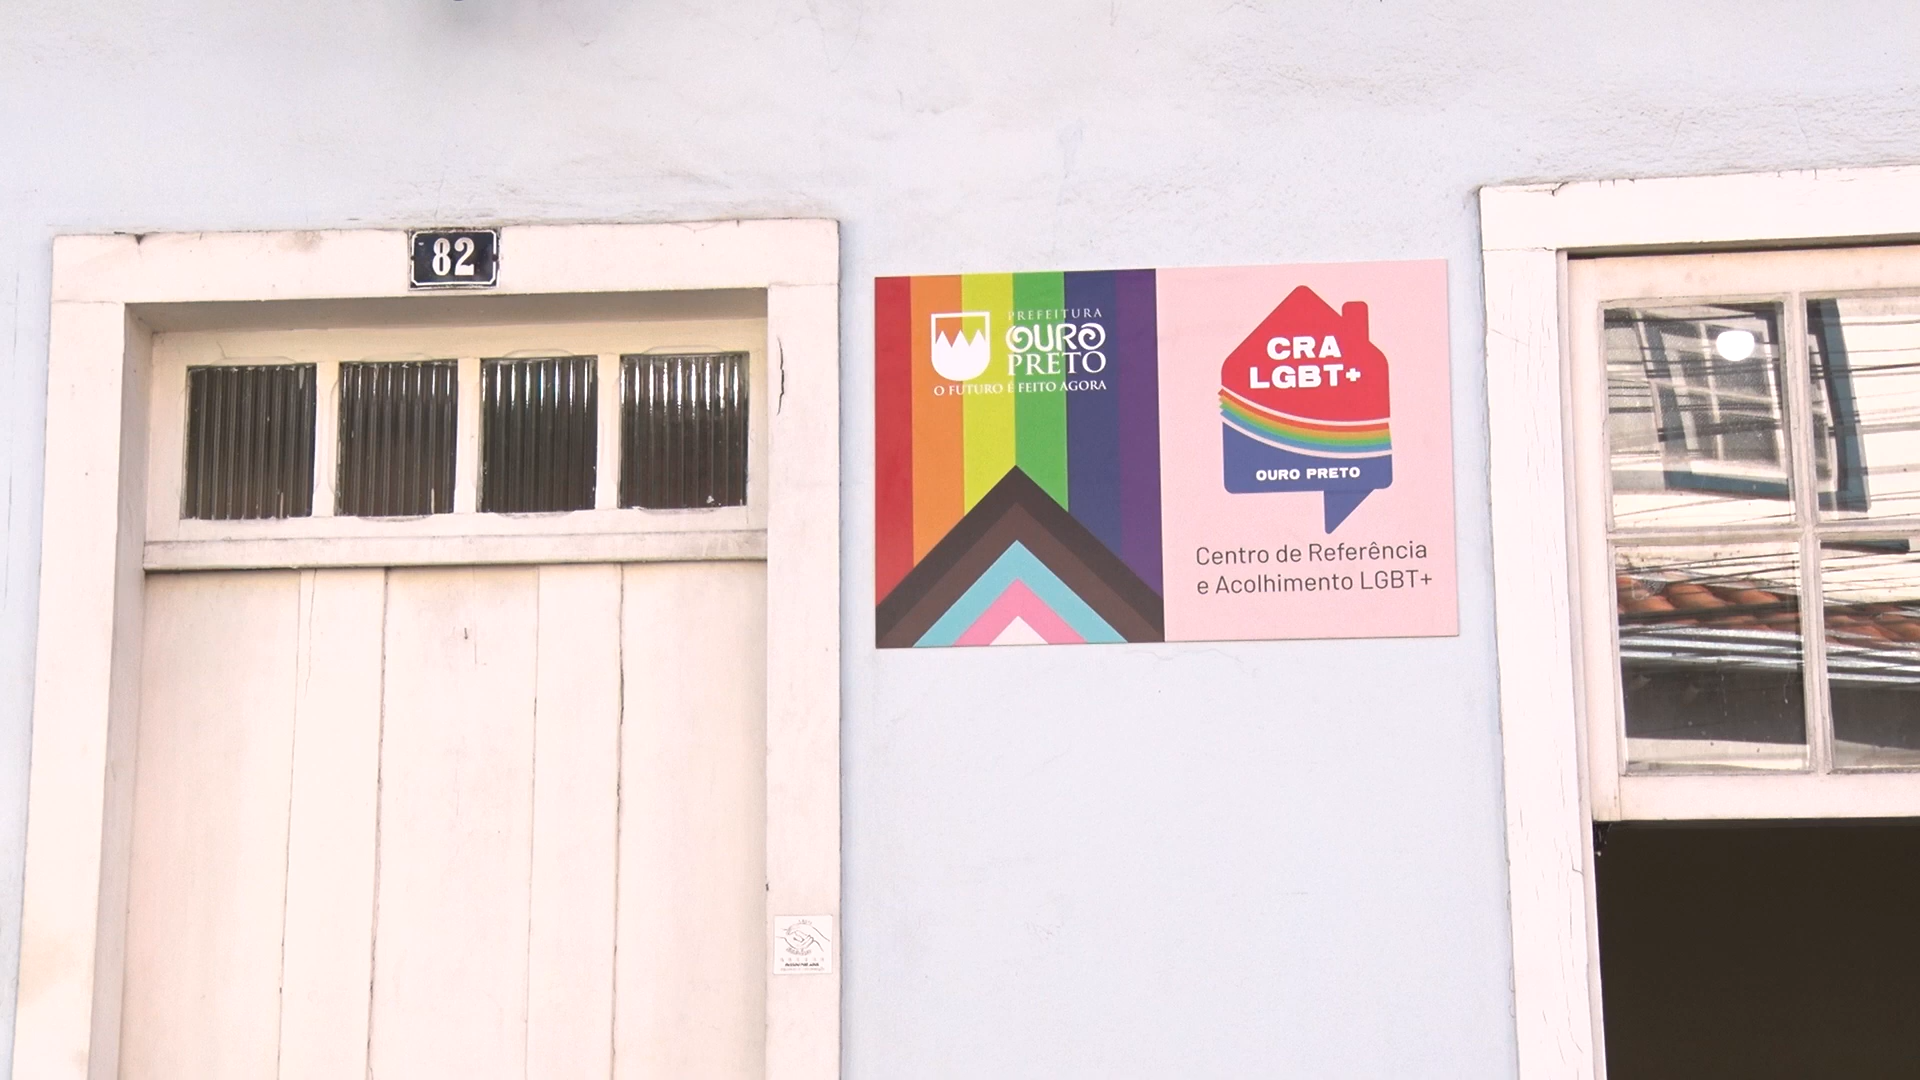 82
PREFEITURA
OURO
PRETO
O FUTURO É FEITO AGORA
CRA
LGBT+
OURO PRETO
Centro de Referência
e Acolhimento LGBT+